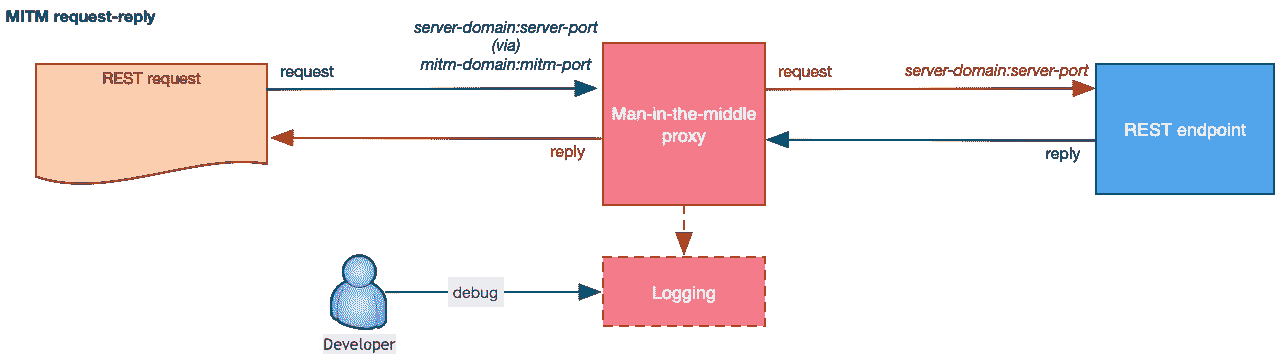 MITM request-reply
server-domain:server-port
(via)
mitm-domain:mitm-port
REST request
request
request
server-domain:server-port
Man-in-the-middle
proxy
REST endpoint
reply
reply
debug
Logging
Developer